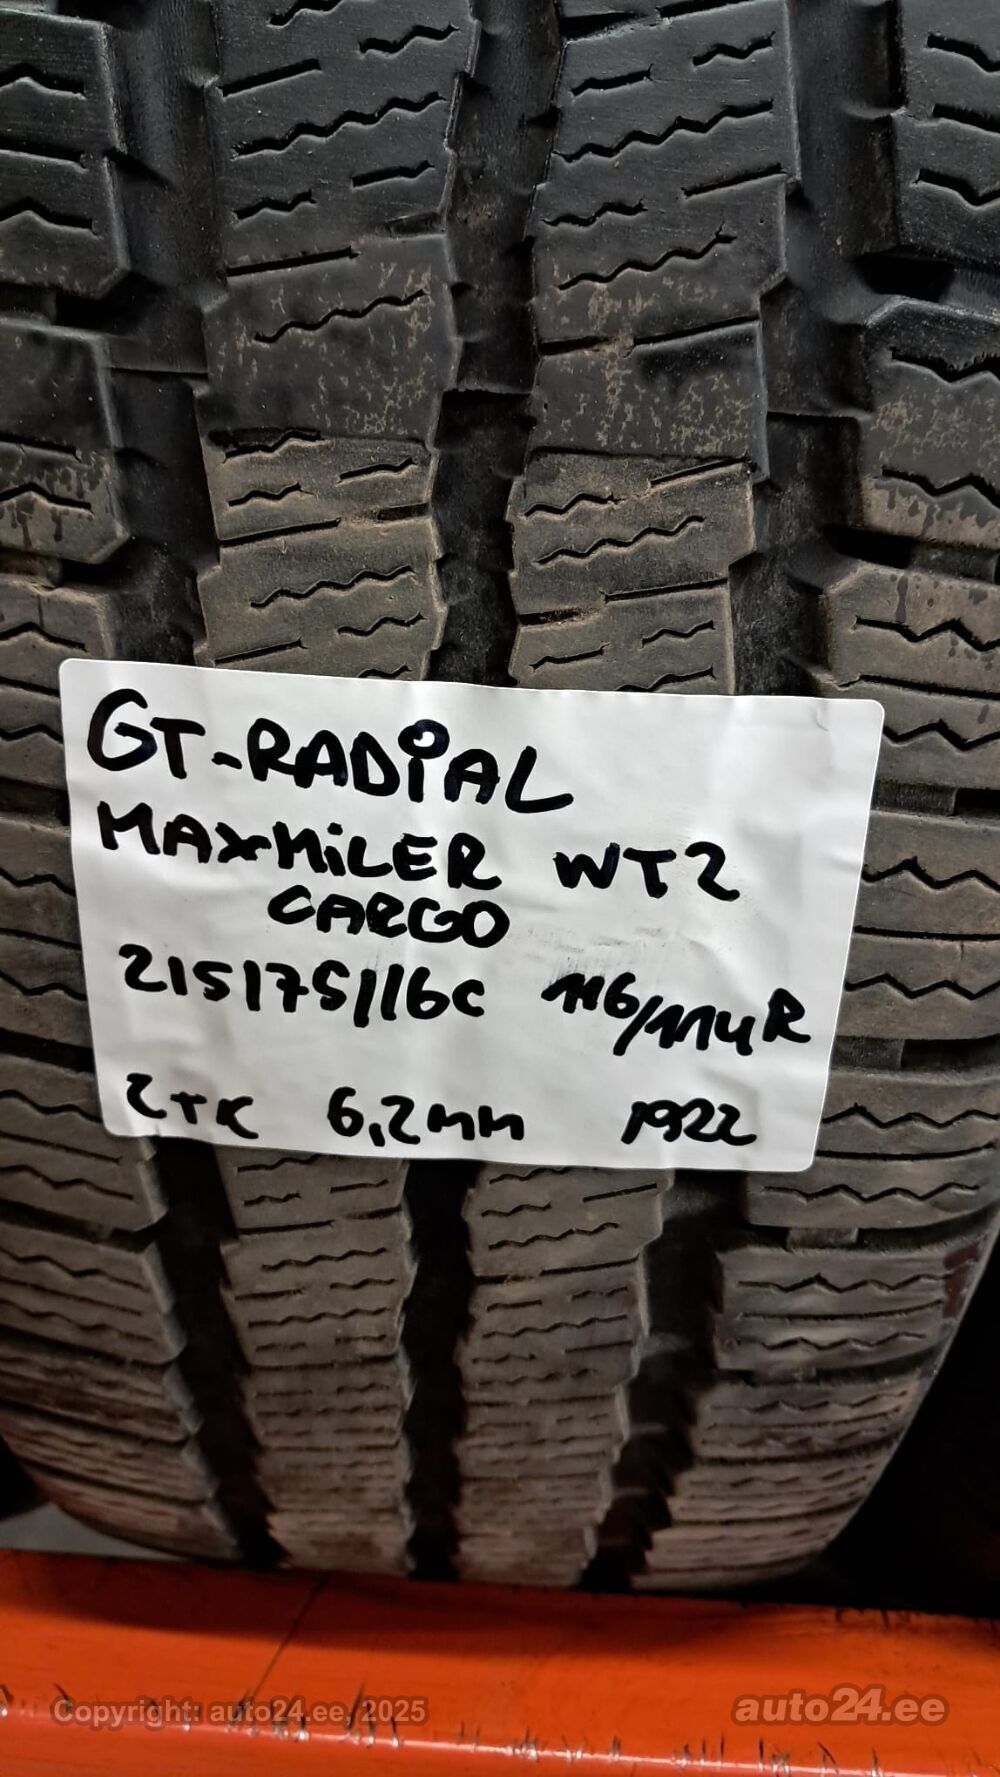 GT-RADiAL
MAXMiLER WT2
CARGO
215/75/16C 116/114R
2TK 6,2mm 1922
Copyright: auto24.ee, 2025
auto24.ee